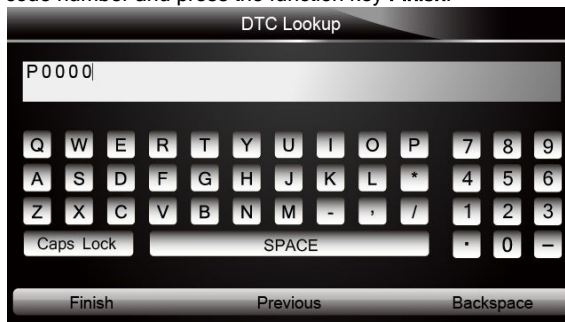 code number and press the function key Finish.
DTC Lookup
P0000
Q W E R T Y U I O P 7 8 9
A S D F G H J K L * 4 5 6
Z X C V B N M - , / 1 2 3
Caps Lock SPACE . 0 –
Finish Previous Backspace